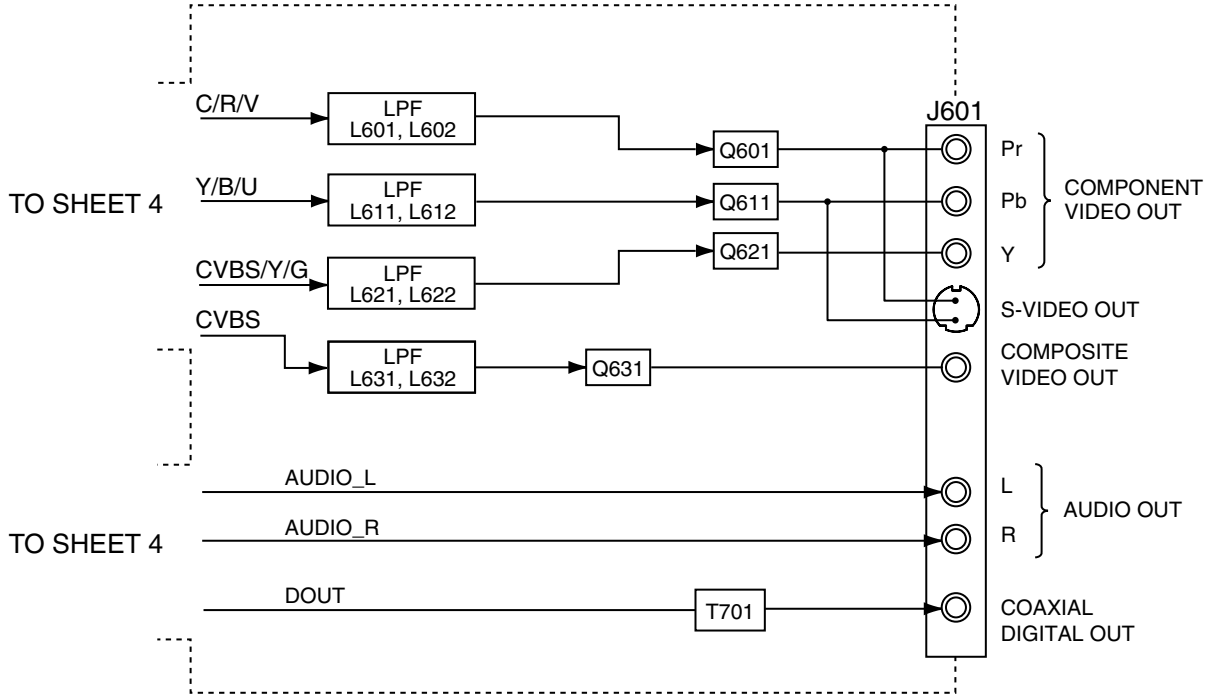 J601
C/R/V
LPF
L601, L602
Q601
Pr
TO SHEET 4
Y/B/U
LPF
L611, L612
Q611
Pb
COMPONENT
VIDEO OUT
Q621
Y
CVBS/Y/G
LPF
L621, L622
S-VIDEO OUT
CVBS
LPF
L631, L632
Q631
COMPOSITE
VIDEO OUT
AUDIO_L
L
AUDIO OUT
TO SHEET 4
AUDIO_R
R
DOUT
T701
COAXIAL
DIGITAL OUT